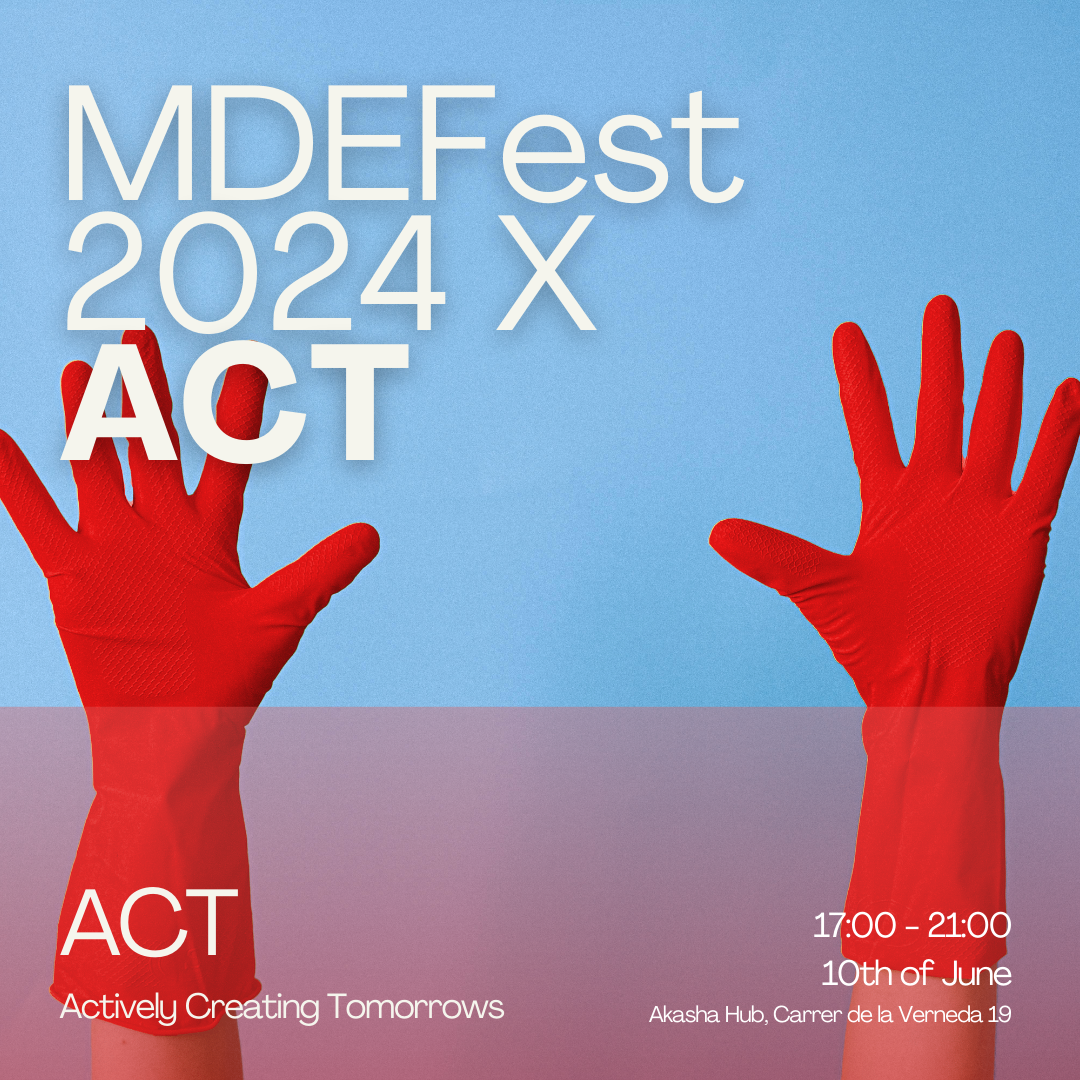 MDEFest
2024 X
ACT
ACT
Actively Creating Tomorrows
17:00 - 21:00
10th of June
Akasha Hub, Carrer de la Verneda 19